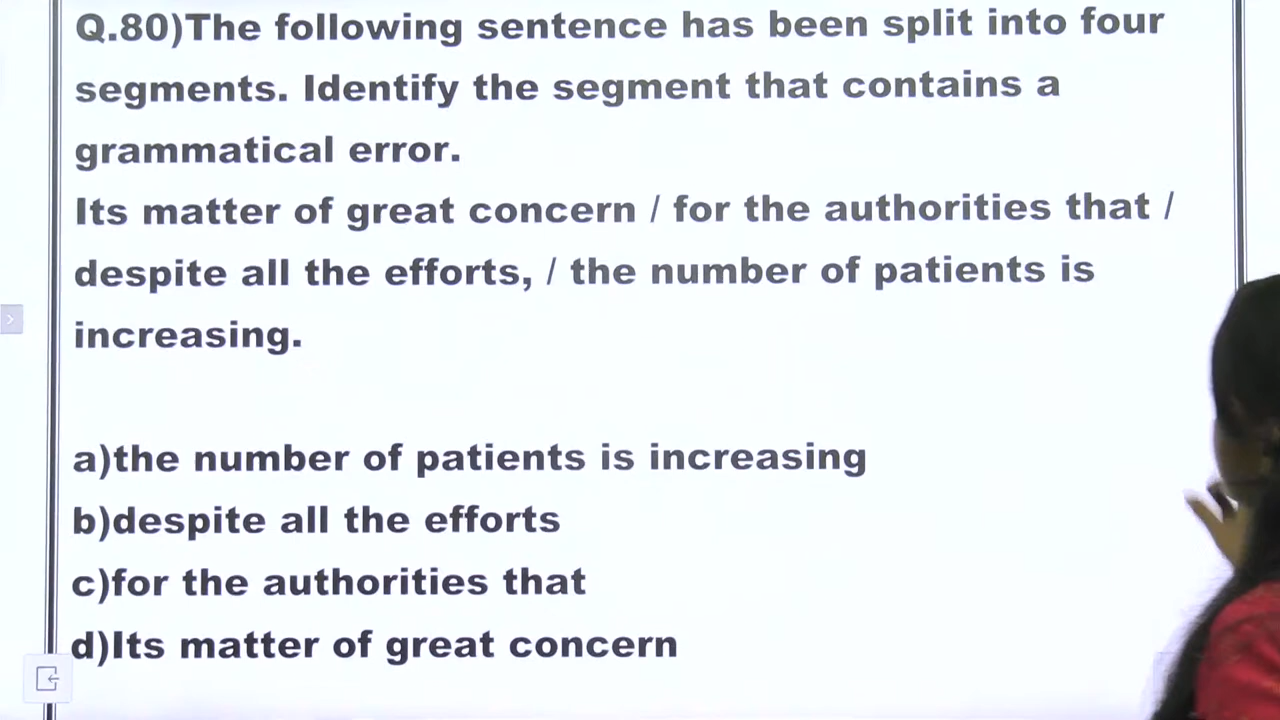 Q.80)The following sentence has been split into four
segments. Identify the segment that contains a
grammatical error.
Its matter of great concern / for the authorities that /
despite all the efforts, / the number of patients is
increasing.
a)the number of patients is increasing
b)despite all the efforts
c)for the authorities that
d)Its matter of great concern